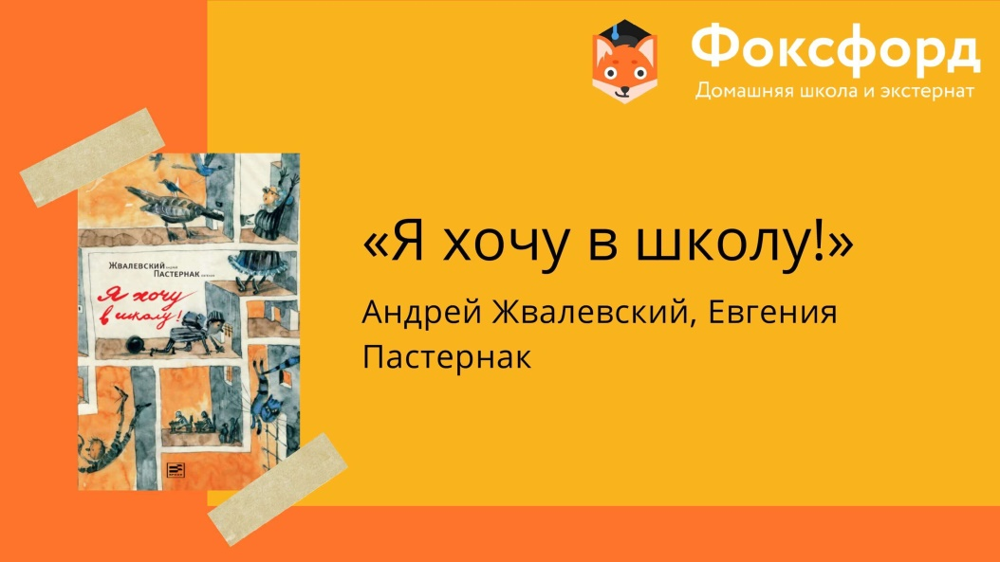 Фоксфорд
Домашняя школа и экстернат
«Я хочу в школу!»
Андрей Жвалевский, Евгения
Пастернак
ЖВАЛЕВСКИЙ
ПАСТЕРНАК
Я хочу
в школу!